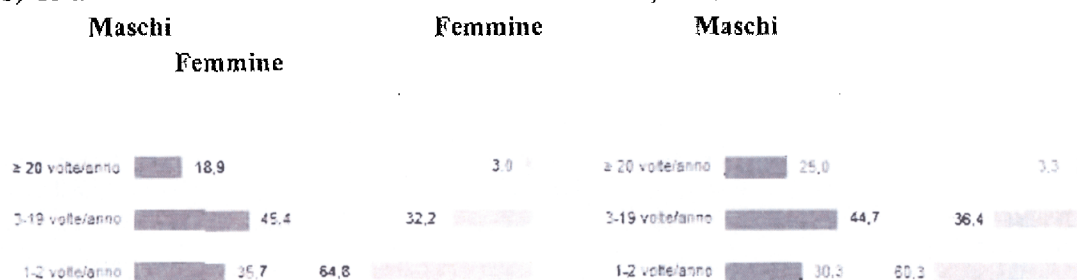 Maschi Femmine Maschi
Femmine
≥ 20 volte/anno 18,9 3,0 ≥ 20 volte/anno 25,0 3,3
3-19 volte/anno 45,4 32,2 3-19 volte/anno 44,7 36,4
1-2 volte/anno 35,7 64,8 1-2 volte/anno 30,3 60,3